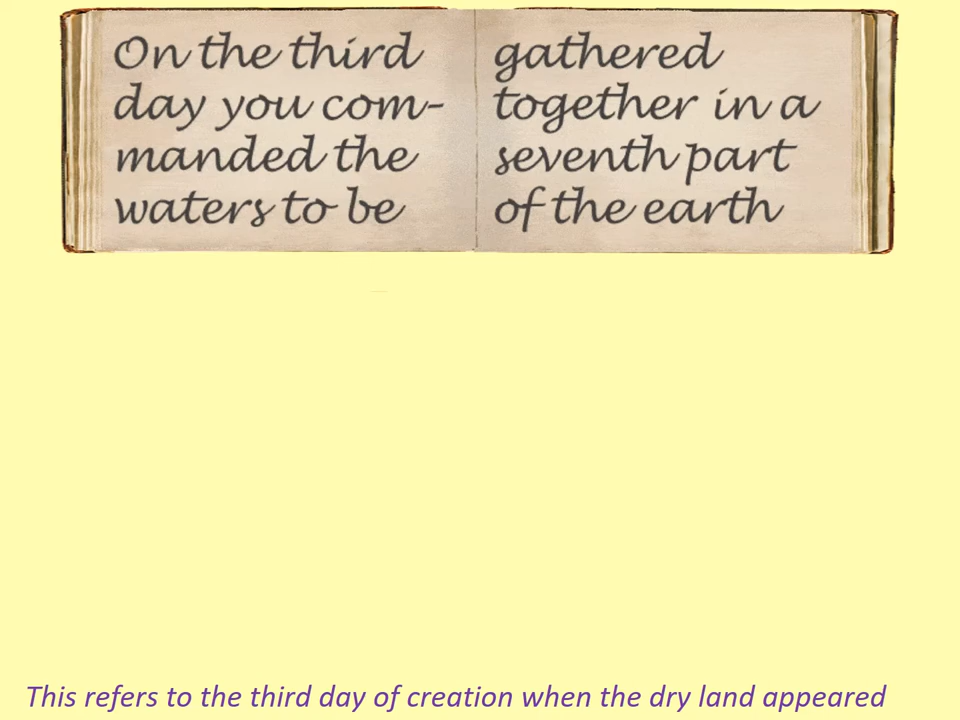 On the third
day you com-
manded the
waters to be
gathered
together in a
seventh part
of the earth
This refers to the third day of creation when the dry land appeared